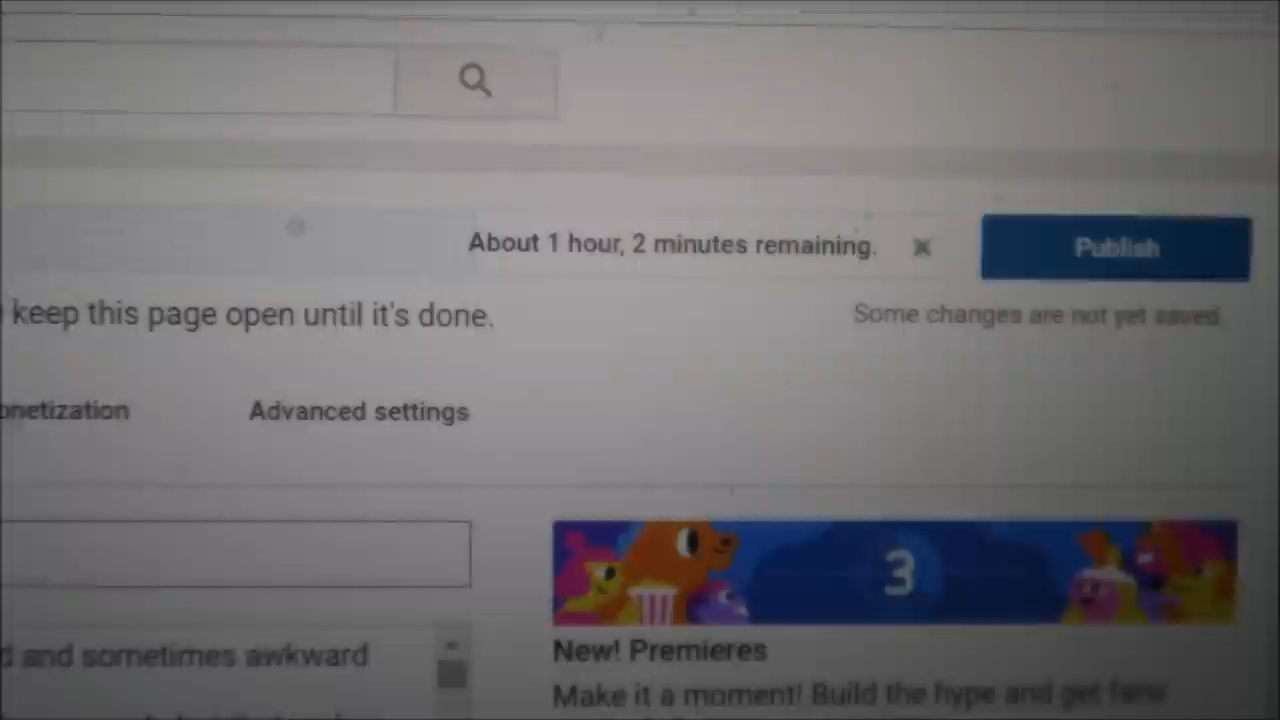 About 1 hour, 2 minutes remaining.
Publish
keep this page open until it's done.
Some changes are not yet saved.
onetization
Advanced settings
3
d and sometimes awkward
New! Premieres
Make it a moment! Build the hype and get fans